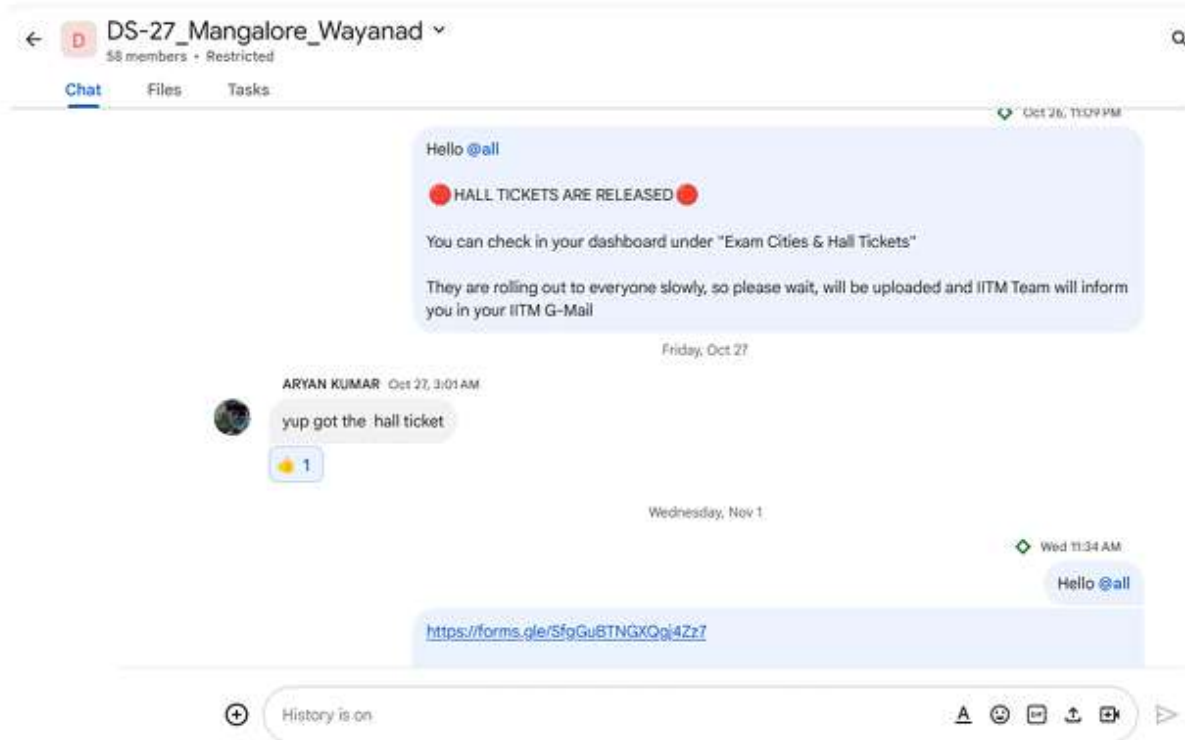 D
DS-27_Mangalore_Wayanad
58 members • Restricted
Chat Files Tasks
Oct 26, 11:09 PM
Hello @all
HALL TICKETS ARE RELEASED
You can check in your dashboard under "Exam Cities & Hall Tickets"
They are rolling out to everyone slowly, so please wait, will be uploaded and IITM Team will inform
you in your IITM G-Mail
Friday, Oct 27
ARYAN KUMAR Oct 27, 3:01 AM
yup got the hall ticket
1
Wednesday, Nov 1
Wed 11:34 AM
Hello @all
https://forms.gle/SfgGuBTNGXQgj4Zz7
History is on
A
GIF